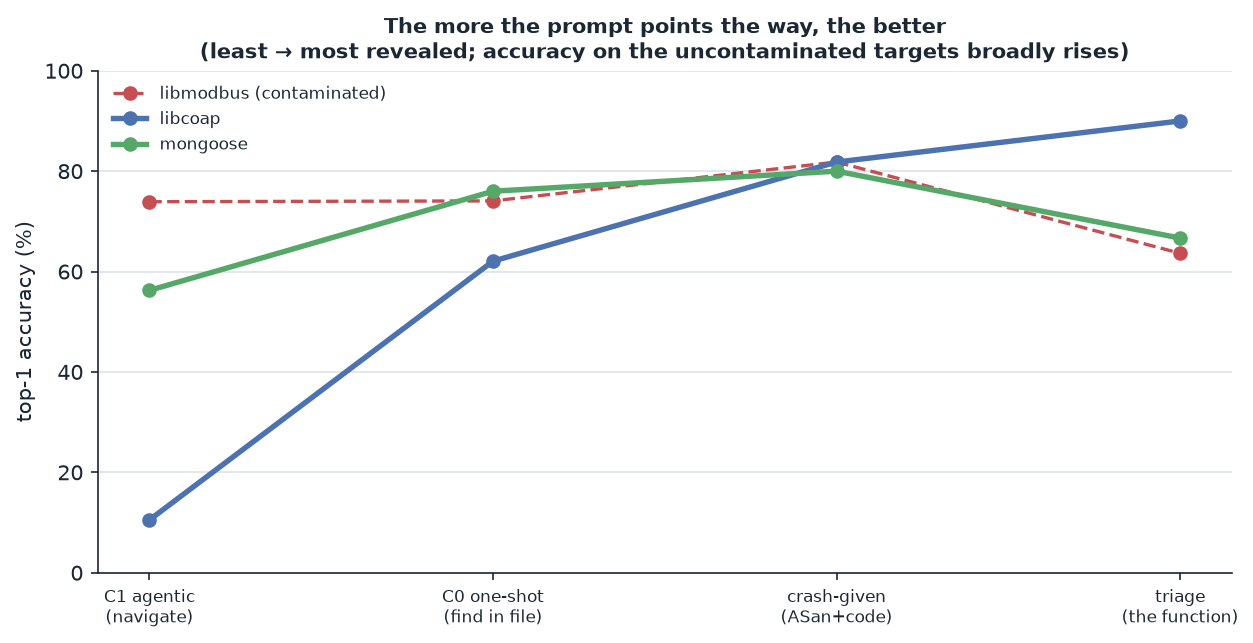 The more the prompt points the way, the better
(least → most revealed; accuracy on the uncontaminated targets broadly rises)
libmodbus (contaminated)
libcoap
mongoose
top-1 accuracy (%)
100
80
60
40
20
0
C1 agentic
(navigate)
C0 one-shot
(find in file)
crash-given
(ASan+code)
triage
(the function)